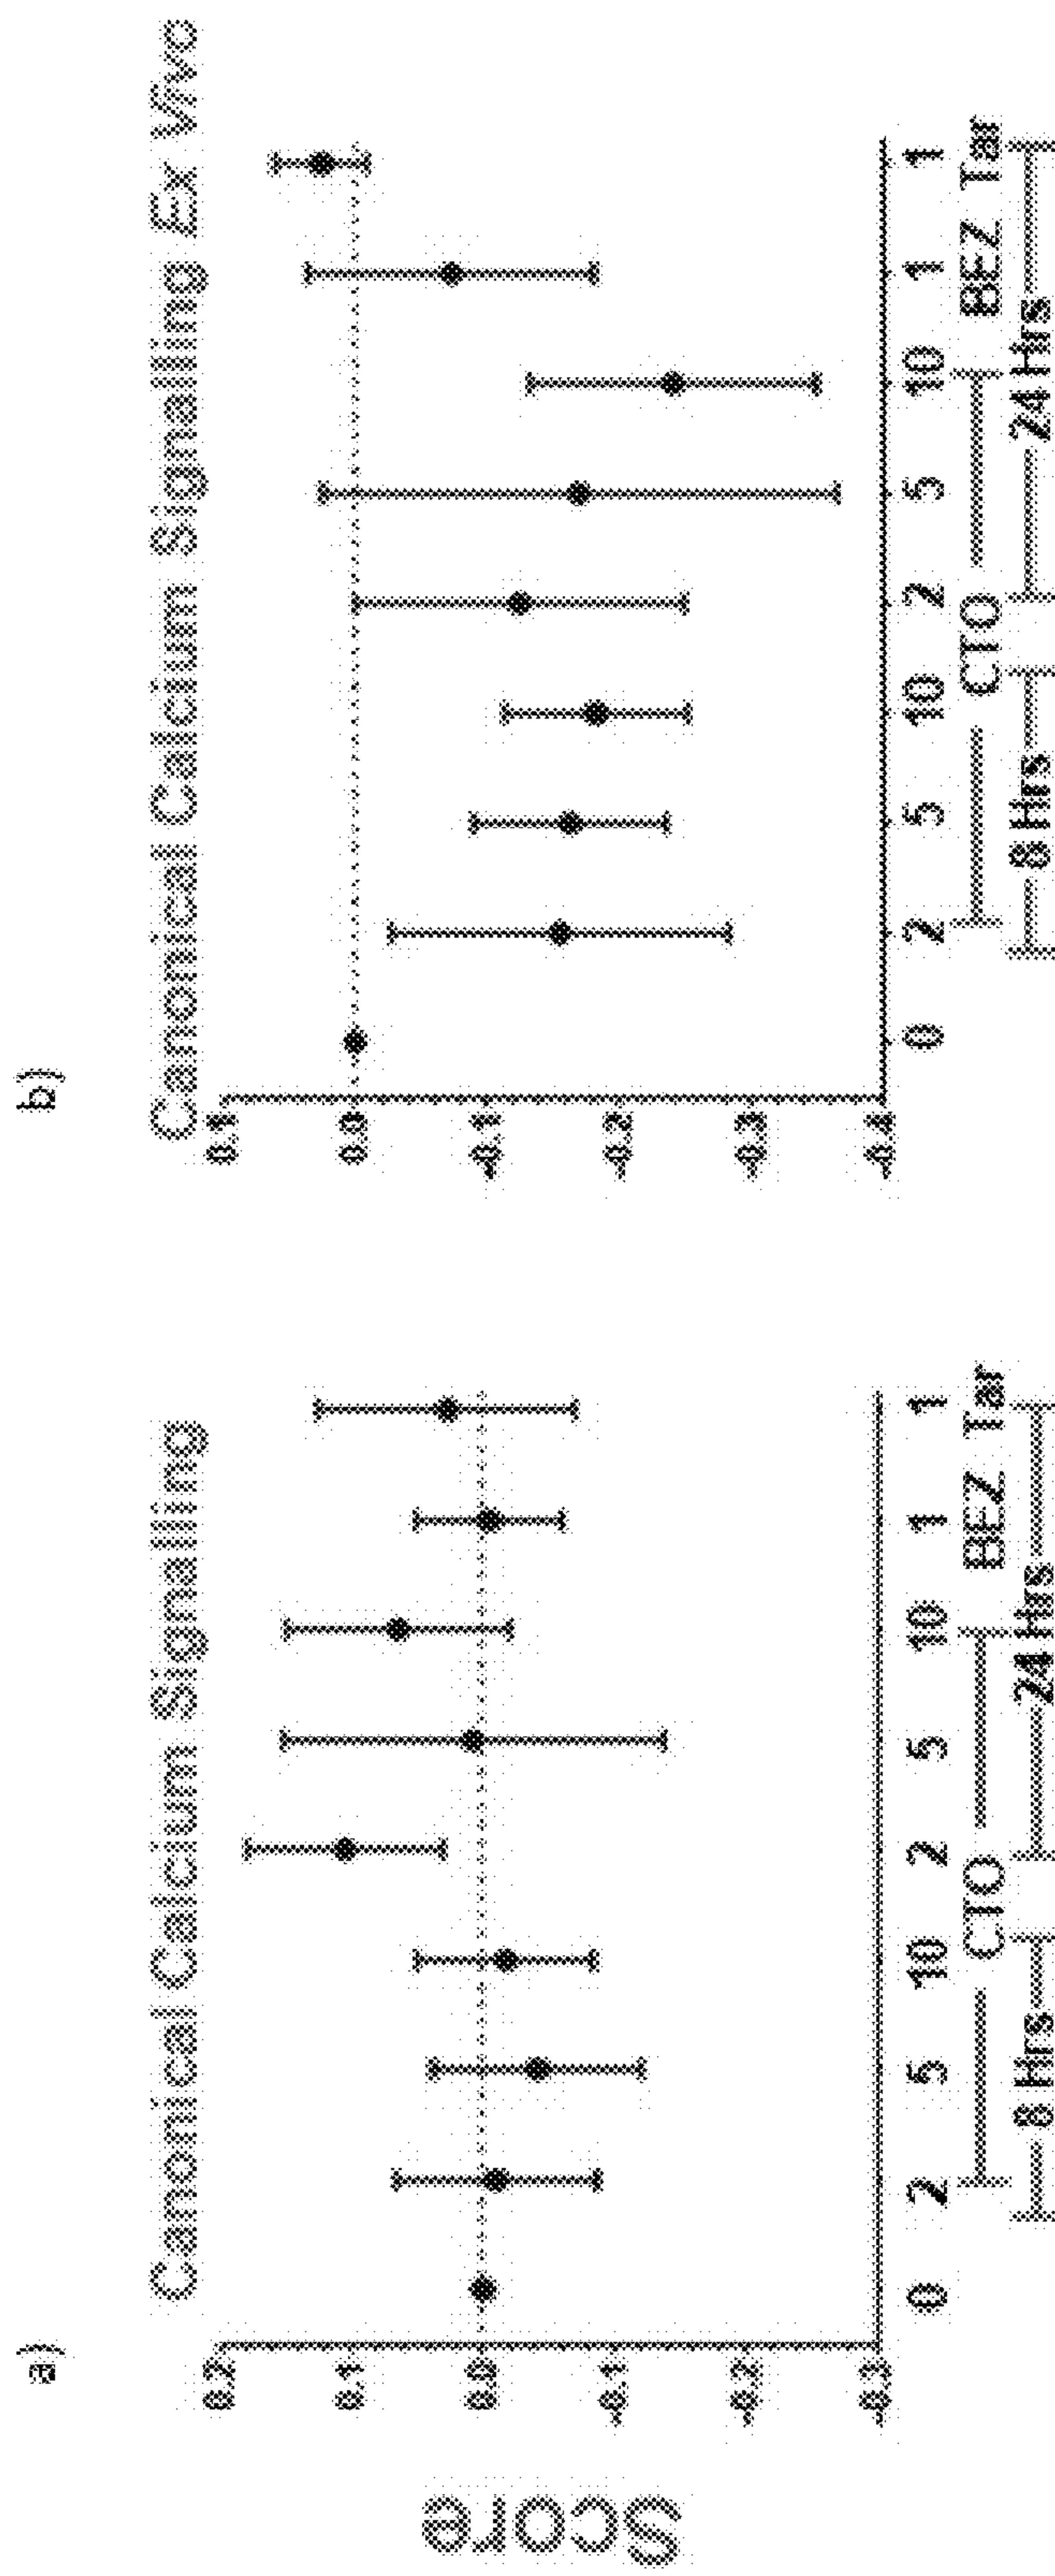 a)
Canonical Calcium Signalling
Score
0.2
0.1
0.0
-0.1
-0.2
-0.3
0 2 5 10 2 5 10 1 1
CTO BEZ Tar
8 Hrs 24 Hrs
b)
Canonical Calcium Signalling Ex Vivo
0.1
0.0
-0.1
-0.2
-0.3
-0.4
0 2 5 10 2 5 10 1 1
CTO BEZ Tar
8 Hrs 24 Hrs